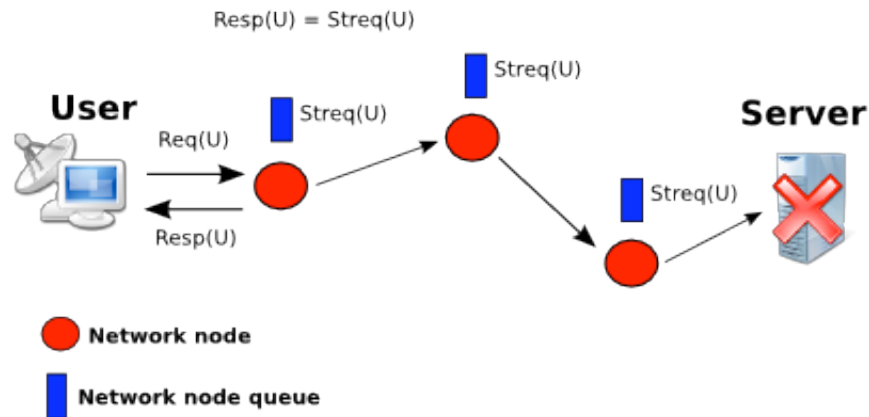 Resp(U) = Streq(U)
Streq(U)
User
Streq(U)
Server
Req(U)
Streq(U)
Resp(U)
Network node
Network node queue